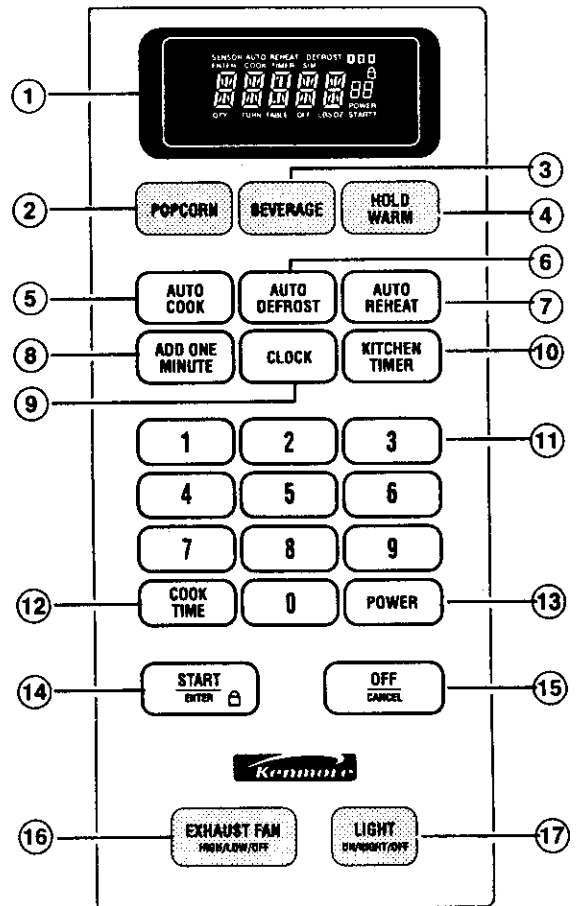 SENSOR AUTO REHEAT DEFROST
ENTER COOK TIMER SIM
88
POWER
QTY TURN TABLE OFF LBS OZ START?
1
3
2
POPCORN
BEVERAGE
HOLD
WARM
4
6
5
AUTO
COOK
AUTO
DEFROST
AUTO
REHEAT
7
8
ADD ONE
MINUTE
CLOCK
KITCHEN
TIMER
10
9
1 2 3
11
4 5 6
7 8 9
12
COOK
TIME
0
POWER
13
14
START
ENTER
OFF
CANCEL
15
Kenmore
16
EXHAUST FAN
HIGH/LOW/OFF
LIGHT
ON/NIGHT/OFF
17